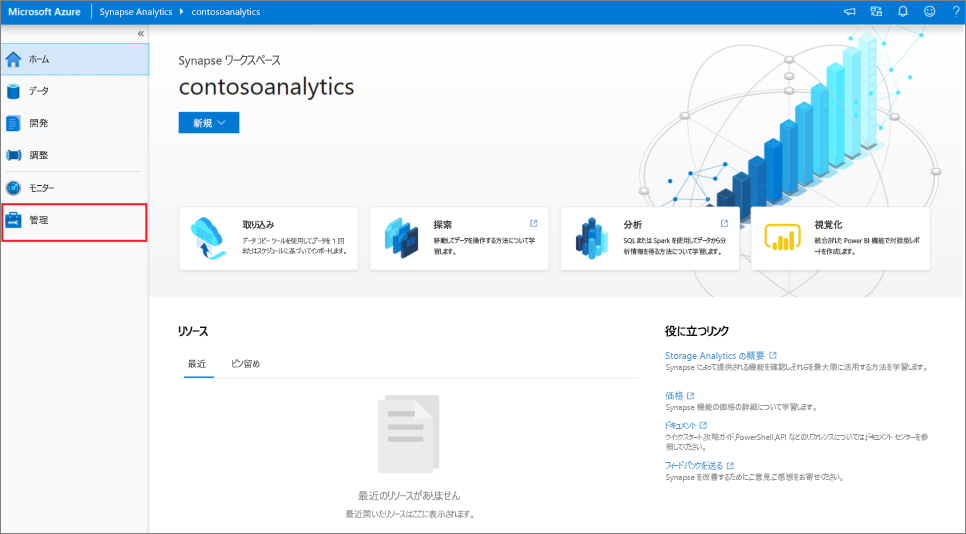 Microsoft Azure
Synapse Analytics
contosoanalytics
?
«
ホーム
データ
開発
調整
モニター
管理
Synapse ワークスペース
contosoanalytics
新規
取り込み
データ コピー ツールを使用してデータを 1 回
またはスケジュールに基づいてインポートします。
探索
移動してデータを操作する方法について学
習します。
分析
SQL または Spark を使用してデータから分
析情報を得る方法について学習します。
視覚化
統合された Power BI 機能で対話型レポ
ートを作成します。
リソース
最近
ピン留め
最近のリソースがありません
最近開いたリソースはここに表示されます。
役に立つリンク
Storage Analytics の概要
Synapse によって提供される機能を確認しそれらを最大限に活用する方法を学習します。
価格
Synapse 機能の価格の詳細について学習します。
ドキュメント
クイックスタート,攻略ガイド,PowerShell,API などのリファレンスについては,ドキュメント センターを参
照してください。
フィードバックを送る
Synapse を改善するためにご意見,ご感想をお寄せください。